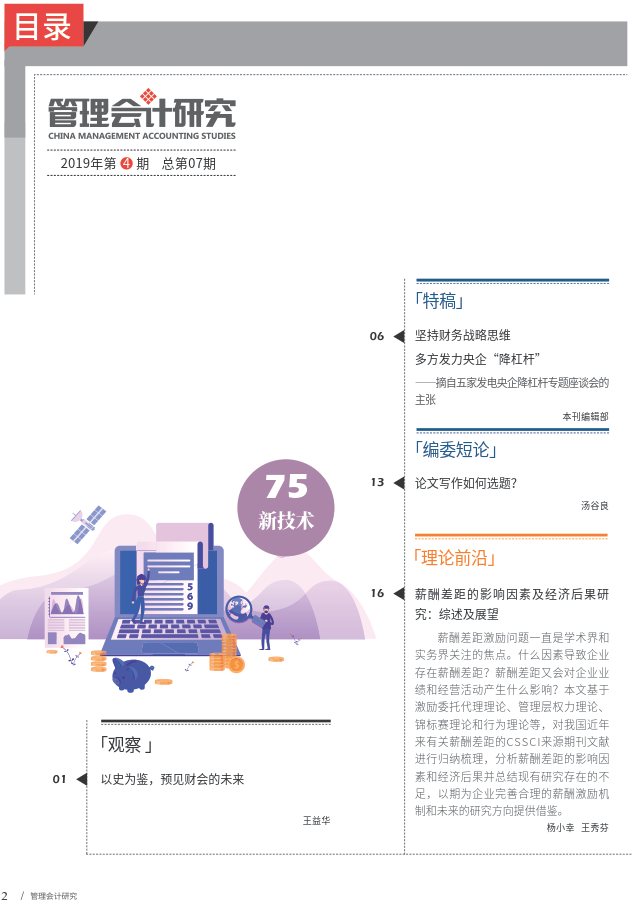 目录
管理会计研究
CHINA MANAGEMENT ACCOUNTING STUDIES
2019年第 4 期 总第07期
「特稿」
06
坚持财务战略思维
多方发力央企“降杠杆”
——摘自五家发电央企降杠杆专题座谈会的
主张
本刊编辑部
「编委短论」
13
论文写作如何选题?
汤谷良
75
新技术
5
6
9
「理论前沿」
16
薪酬差距的影响因素及经济后果研
究：综述及展望
薪酬差距激励问题一直是学术界和
实务界关注的焦点。什么因素导致企业
存在薪酬差距？薪酬差距又会对企业业
绩和经营活动产生什么影响？本文基于
激励委托代理理论、管理层权力理论、
锦标赛理论和行为理论等，对我国近年
来有关薪酬差距的CSSCI来源期刊文献
进行归纳梳理，分析薪酬差距的影响因
素和经济后果并总结现有研究存在的不
足，以期为企业完善合理的薪酬激励机
制和未来的研究方向提供借鉴。
杨小幸 王秀芬
「观察 」
01
以史为鉴，预见财会的未来
王益华
2 / 管理会计研究